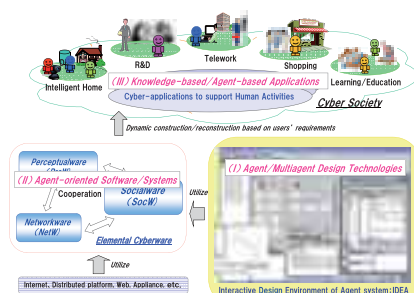 R&D
Telework
Shopping
Intelligent Home
Learning/Education
(III) Knowledge-based/Agent-based Applications
Cyber-applications to support Human Activities
Cyber Society
Dynamic construction/reconstruction based on users' requirements
Perceptualware
(II) Agent-oriented Software/Systems
Cooperation
Socialware
(SocW)
Networkware
(NetW)
Elemental Cyberware
Utilize
(I) Agent/Multiagent Design Technologies
Utilize
Internet, Distributed platform, Web, Appliance, etc.
Interactive Design Environment of Agent system:IDEA